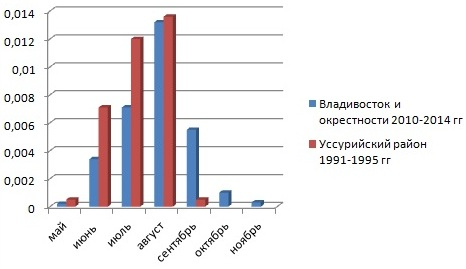 0,014
0,012
0,01
0,008
0,006
0,004
0,002
0
май
июнь
июль
август
сентябрь
октябрь
ноябрь
Владивосток и
окрестности 2010-2014 гг
Уссурийский район
1991-1995 гг